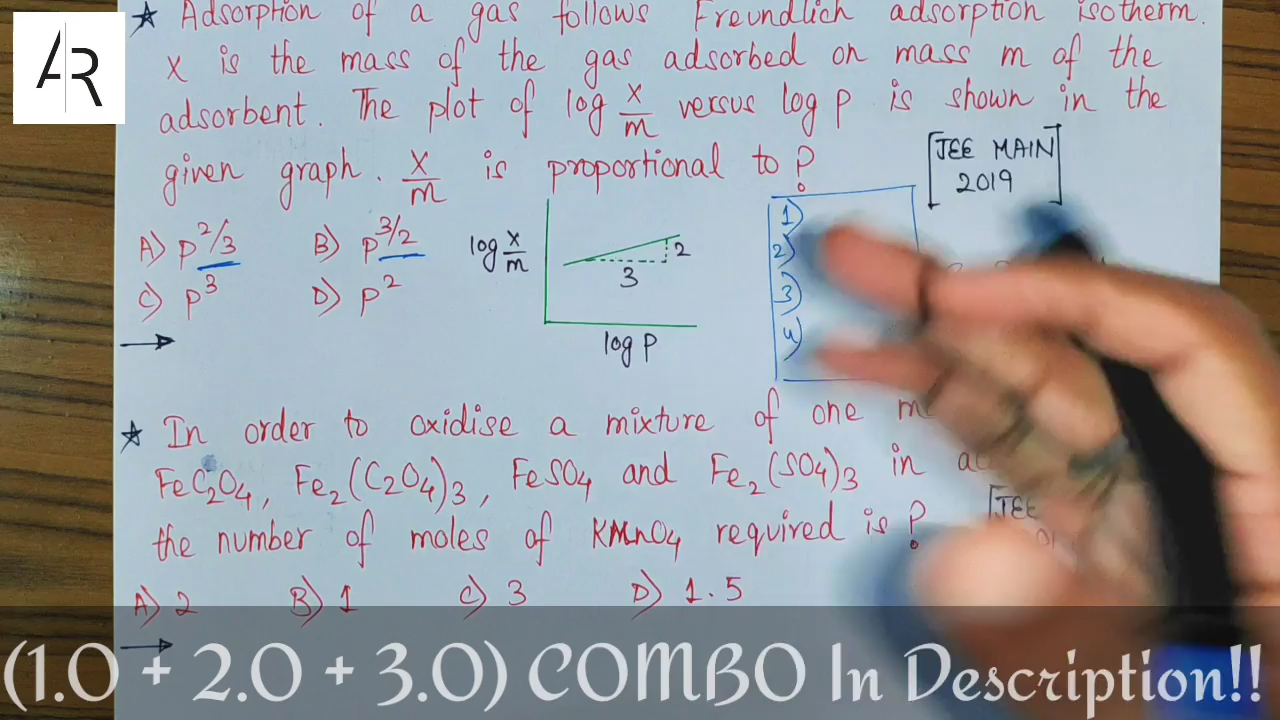 AR
☆ Adsorption of a gas follows Freundlich adsorption isotherm.
x is the mass of the gas adsorbed on mass m of the
adsorbent. The plot of log x/m versus log p is shown in the
given graph. x/m is proportional to ?
[JEE MAIN
2019]
A) p^2/3 B) p^3/2
C) p^3 D) p^2
log x/m
2
3
log P
1)
2)
3)
4)
☆ In order to oxidise a mixture of one
FeC2O4, Fe2(C2O4)3, FeSO4 and Fe2(SO4)3 in
[JEE
the number of moles of KMnO4 required is ?
A) 2 B) 1 C) 3 D) 1.5
(1.0 + 2.0 + 3.0) COMBO In Description!!